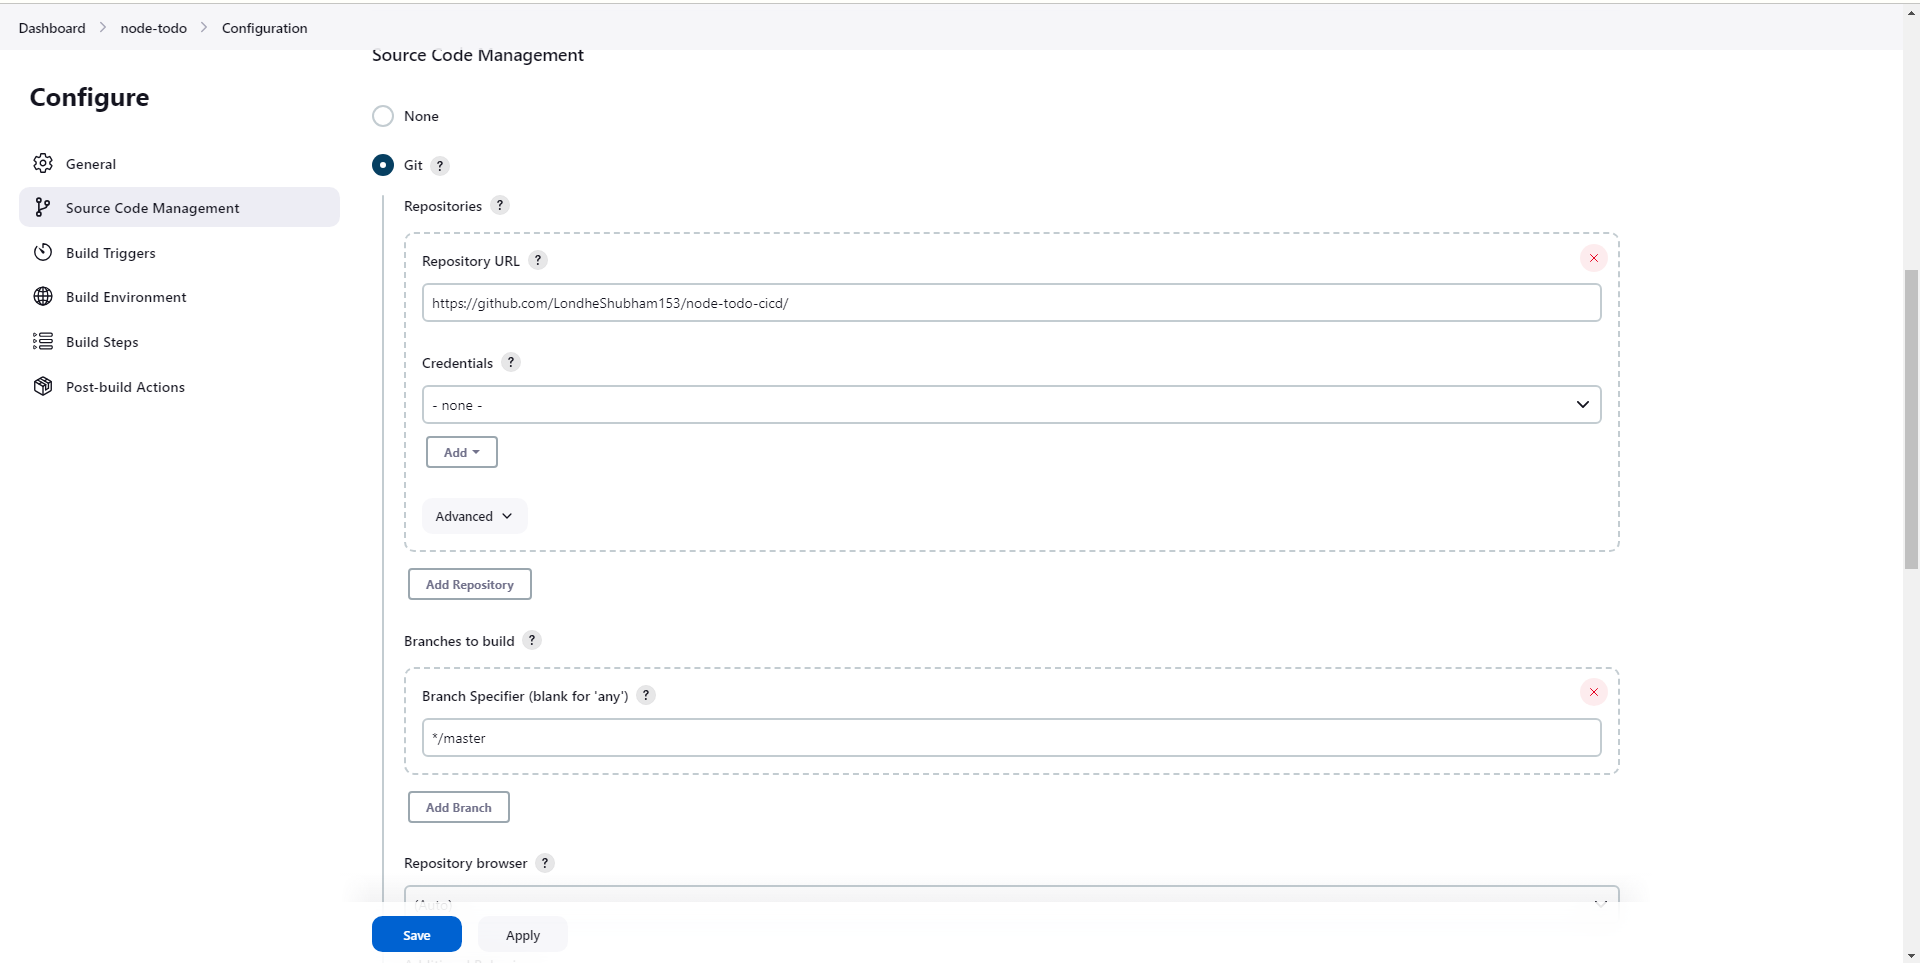 Dashboard > node-todo > Configuration
Configure
General
Source Code Management
Build Triggers
Build Environment
Build Steps
Post-build Actions
Source Code Management
None
Git ?
Repositories ?
Repository URL ?
https://github.com/LondheShubham153/node-todo-cicd/
Credentials ?
- none -
Add
Advanced
Add Repository
Branches to build ?
Branch Specifier (blank for 'any') ?
*/master
Add Branch
Repository browser ?
(Auto)
Save
Apply